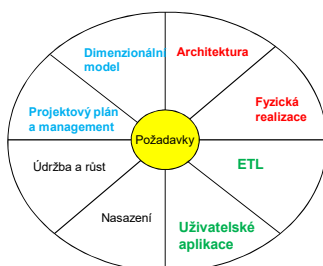 Dimenzionální
model
Architektura
Projektový plán
a management
Fyzická
realizace
Požadavky
Údržba a růst
ETL
Nasazení
Uživatelské
aplikace